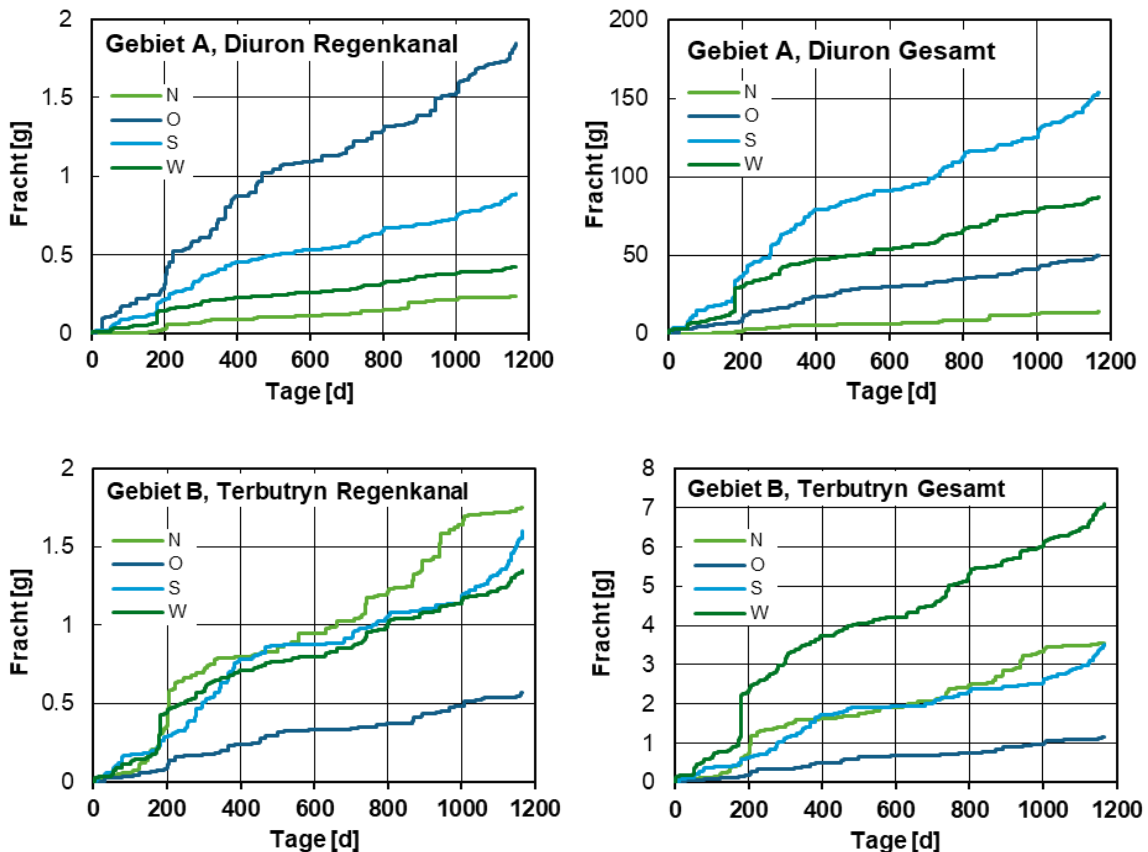 Gebiet A, Diuron Regenkanal
N
O
S
W
2
1.5
1
0.5
0
0 200 400 600 800 1000 1200
Fracht [g]
Tage [d]
Gebiet A, Diuron Gesamt
N
O
S
W
200
150
100
50
0
0 200 400 600 800 1000 1200
Fracht [g]
Tage [d]
Gebiet B, Terbutryn Regenkanal
N
O
S
W
2
1.5
1
0.5
0
0 200 400 600 800 1000 1200
Fracht [g]
Tage [d]
Gebiet B, Terbutryn Gesamt
N
O
S
W
8
7
6
5
4
3
2
1
0
0 200 400 600 800 1000 1200
Fracht [g]
Tage [d]